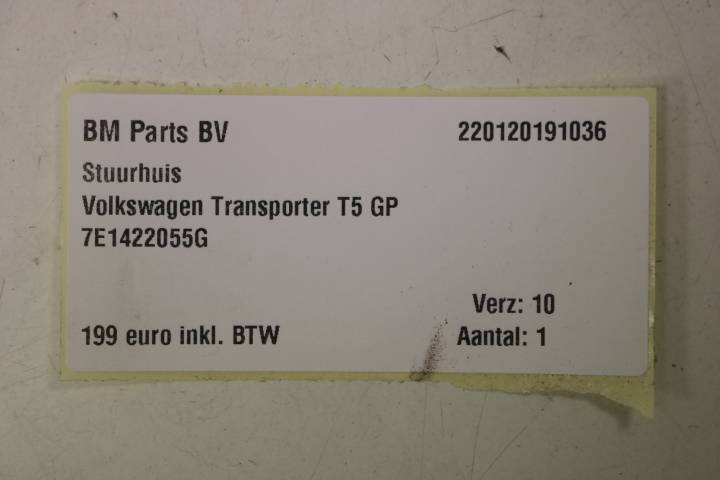 BM Parts BV 220120191036
Stuurhuis
Volkswagen Transporter T5 GP
7E1422055G
Verz: 10
199 euro inkl. BTW Aantal: 1